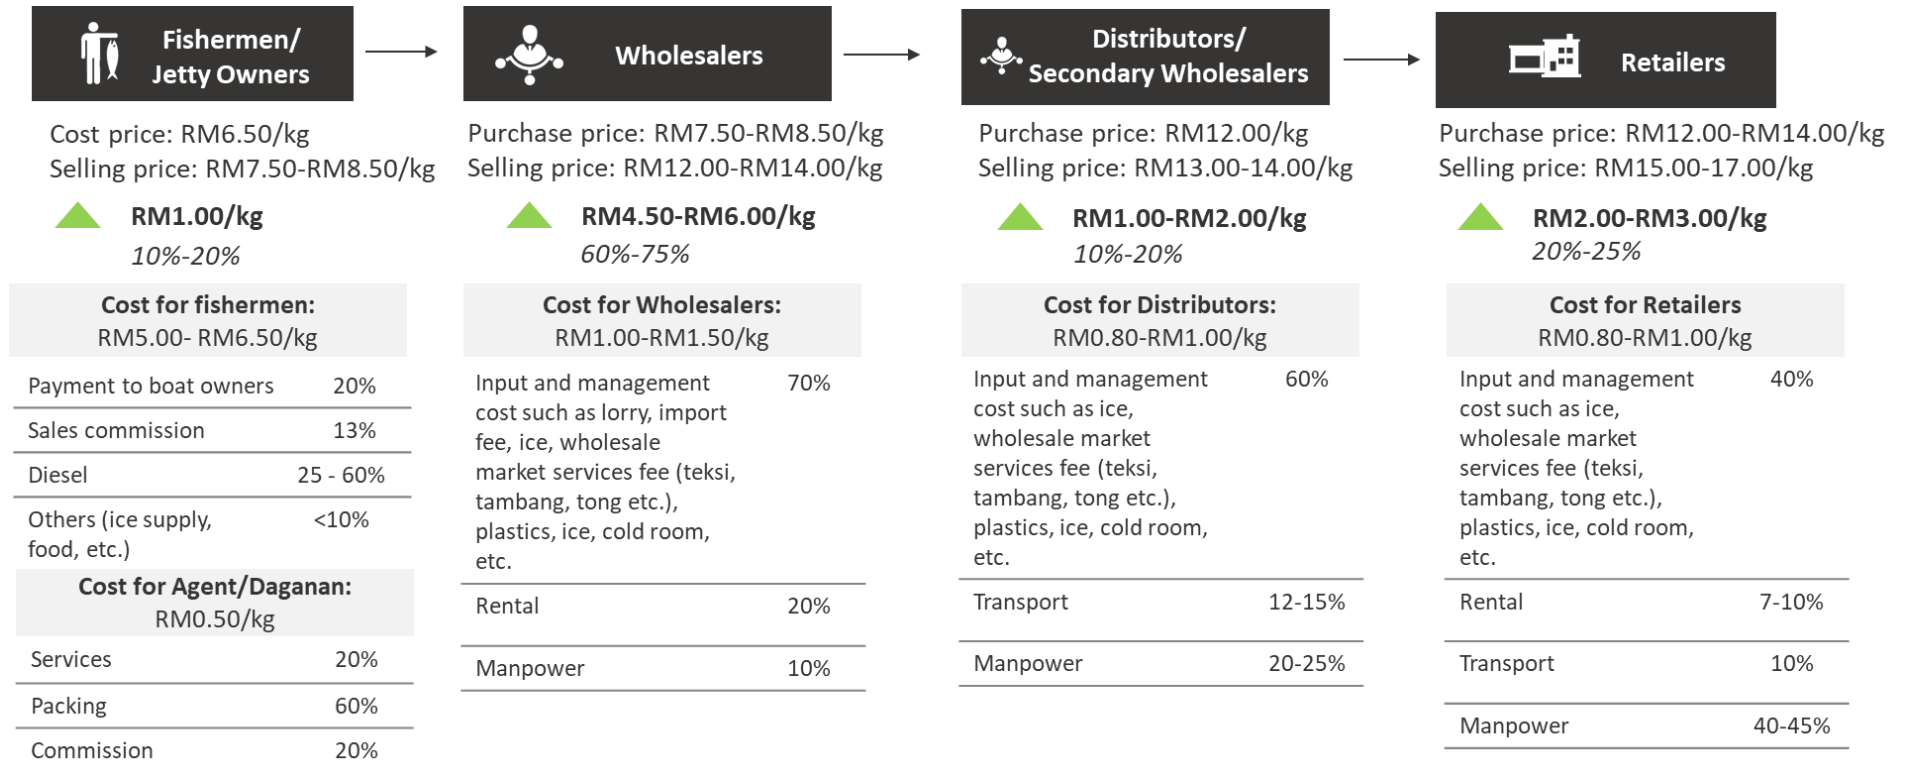 Fishermen/
Jetty Owners
Cost price: RM6.50/kg
Selling price: RM7.50-RM8.50/kg
RM1.00/kg
10%-20%
Cost for fishermen:
RM5.00- RM6.50/kg
Payment to boat owners 20%
Sales commission 13%
Diesel 25 - 60%
Others (ice supply, <10%
food, etc.)
Cost for Agent/Daganan:
RM0.50/kg
Services 20%
Packing 60%
Commission 20%
Wholesalers
Purchase price: RM7.50-RM8.50/kg
Selling price: RM12.00-RM14.00/kg
RM4.50-RM6.00/kg
60%-75%
Cost for Wholesalers:
RM1.00-RM1.50/kg
Input and management 70%
cost such as lorry, import
fee, ice, wholesale
market services fee (teksi,
tambang, tong etc.),
plastics, ice, cold room,
etc.
Rental 20%
Manpower 10%
Distributors/
Secondary Wholesalers
Purchase price: RM12.00/kg
Selling price: RM13.00-14.00/kg
RM1.00-RM2.00/kg
10%-20%
Cost for Distributors:
RM0.80-RM1.00/kg
Input and management 60%
cost such as ice,
wholesale market
services fee (teksi,
tambang, tong etc.),
plastics, ice, cold room,
etc.
Transport 12-15%
Manpower 20-25%
Retailers
Purchase price: RM12.00-RM14.00/kg
Selling price: RM15.00-17.00/kg
RM2.00-RM3.00/kg
20%-25%
Cost for Retailers
RM0.80-RM1.00/kg
Input and management 40%
cost such as ice,
wholesale market
services fee (teksi,
tambang, tong etc.),
plastics, ice, cold room,
etc.
Rental 7-10%
Transport 10%
Manpower 40-45%